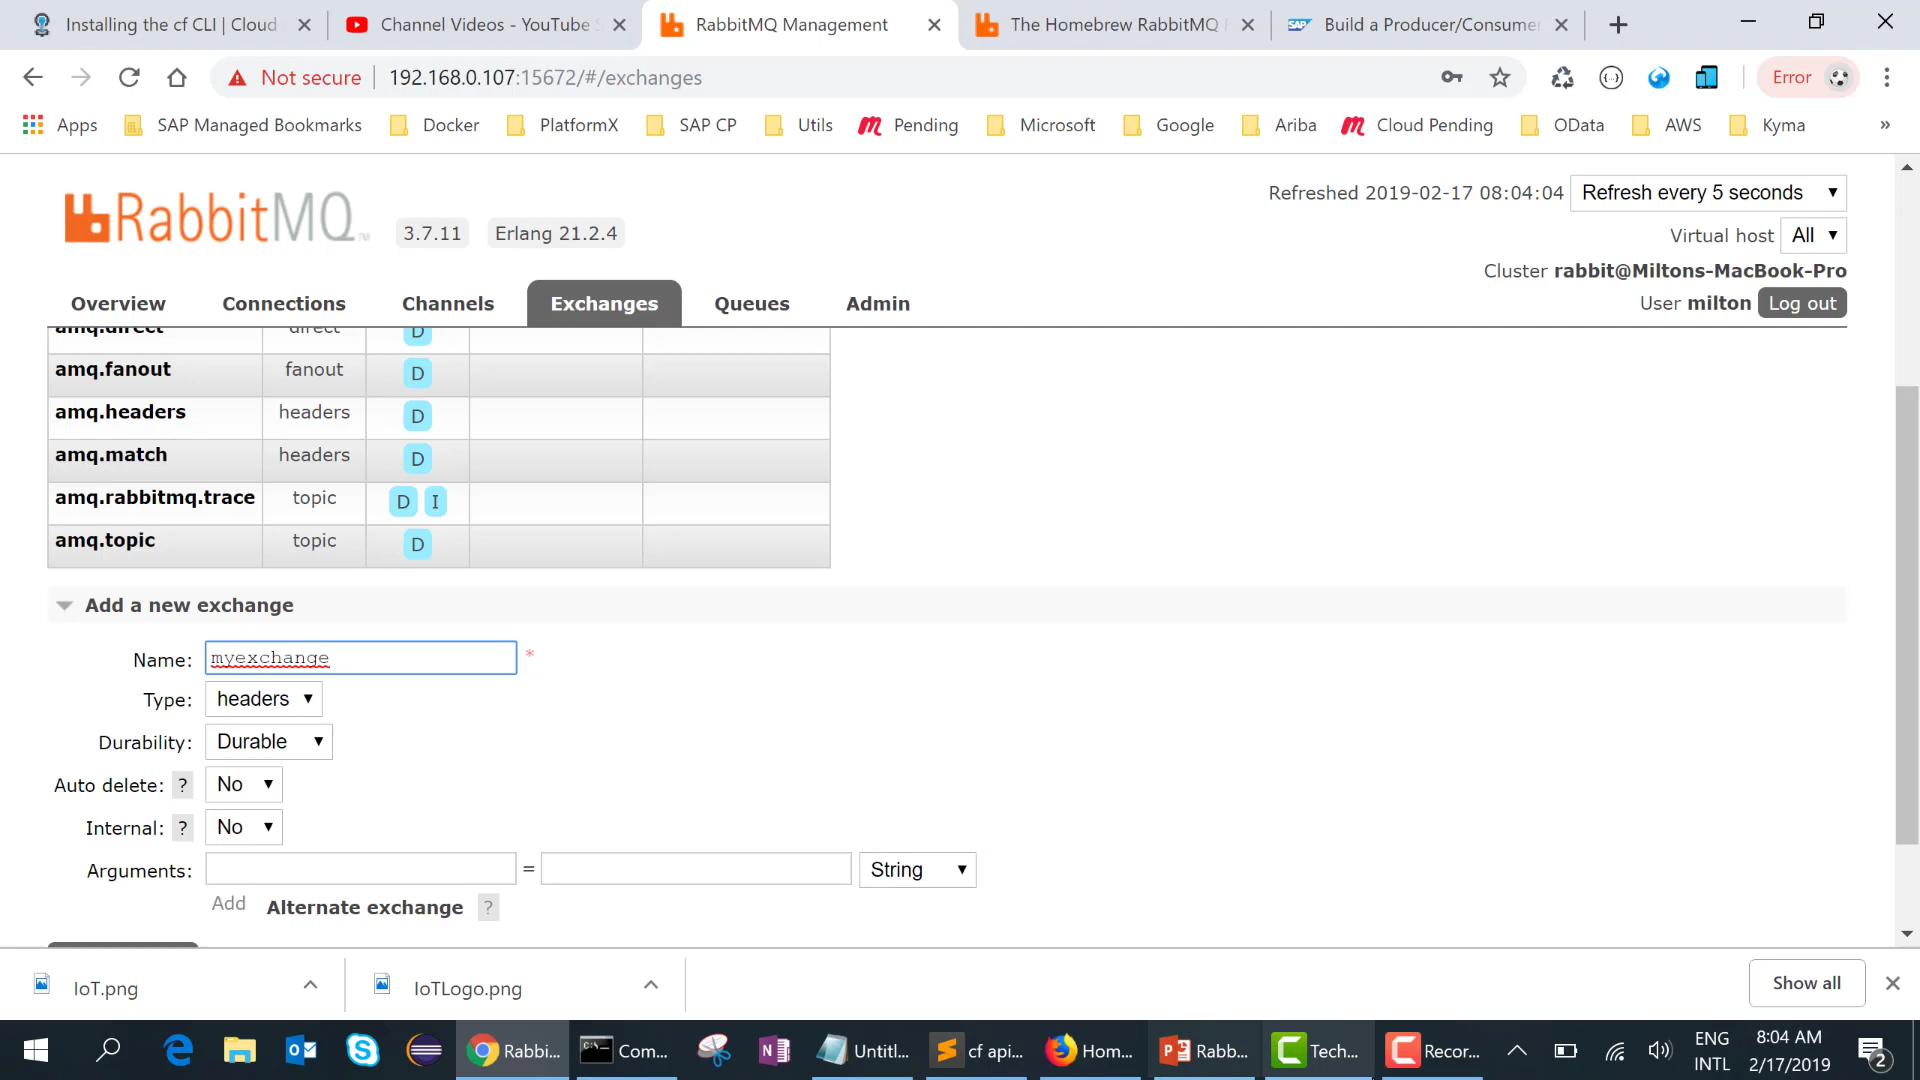 Installing the cf CLI | Cloud
Channel Videos - YouTube S
RabbitMQ Management
The Homebrew RabbitMQ F
SAP
Build a Producer/Consumer
Not secure
192.168.0.107:15672/#/exchanges
Error
Apps
SAP Managed Bookmarks
Docker
PlatformX
SAP CP
Utils
Pending
Microsoft
Google
Ariba
Cloud Pending
OData
AWS
Kyma
»
RabbitMQ
3.7.11
Erlang 21.2.4
Refreshed 2019-02-17 08:04:04
Refresh every 5 seconds
Virtual host
All
Cluster rabbit@Miltons-MacBook-Pro
User milton
Log out
Overview
Connections
Channels
Exchanges
Queues
Admin
amq.direct direct D
amq.fanout fanout D
amq.headers headers D
amq.match headers D
amq.rabbitmq.trace topic D I
amq.topic topic D
Add a new exchange
Name: myexchange *
Type: headers
Durability: Durable
Auto delete: ? No
Internal: ? No
Arguments: = String
Add Alternate exchange ?
IoT.png
IoTLogo.png
Show all
Rabbi...
Com...
Untitl...
cf api...
Hom...
Rabb...
Tech...
Recor...
ENG
INTL
8:04 AM
2/17/2019
2